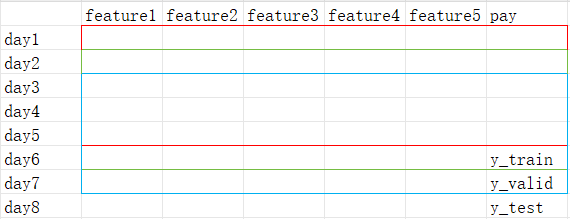 feature1 feature2 feature3 feature4 feature5 pay
day1
day2
day3
day4
day5
day6 y_train
day7 y_valid
day8 y_test